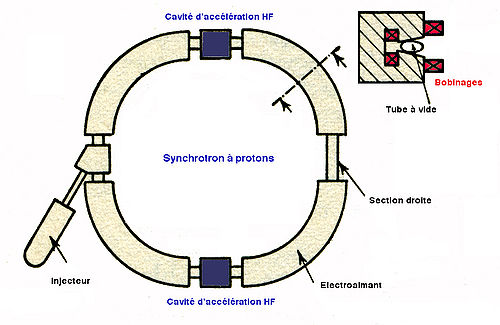 Cavité d'accélération HF
Bobinages
Tube à vide
Synchrotron à protons
Section droite
Injecteur
Electroaimant
Cavité d'accélération HF